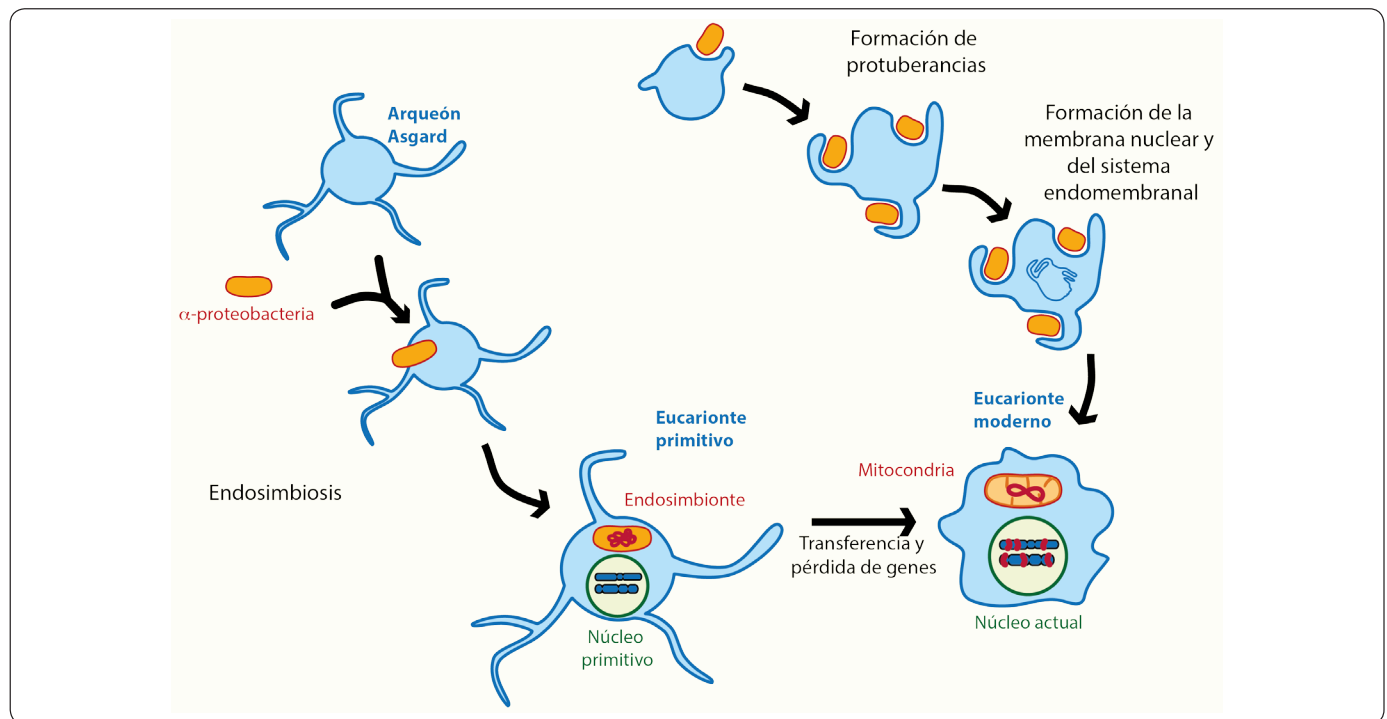 Formación de
protuberancias
Formación de la
membrana nuclear y
del sistema
endomembranal
Arqueón
Asgard
α-proteobacteria
Endosimbiosis
Eucarionte
primitivo
Endosimbionte
Núcleo
primitivo
Transferencia y
pérdida de genes
Eucarionte
moderno
Mitocondria
Núcleo actual